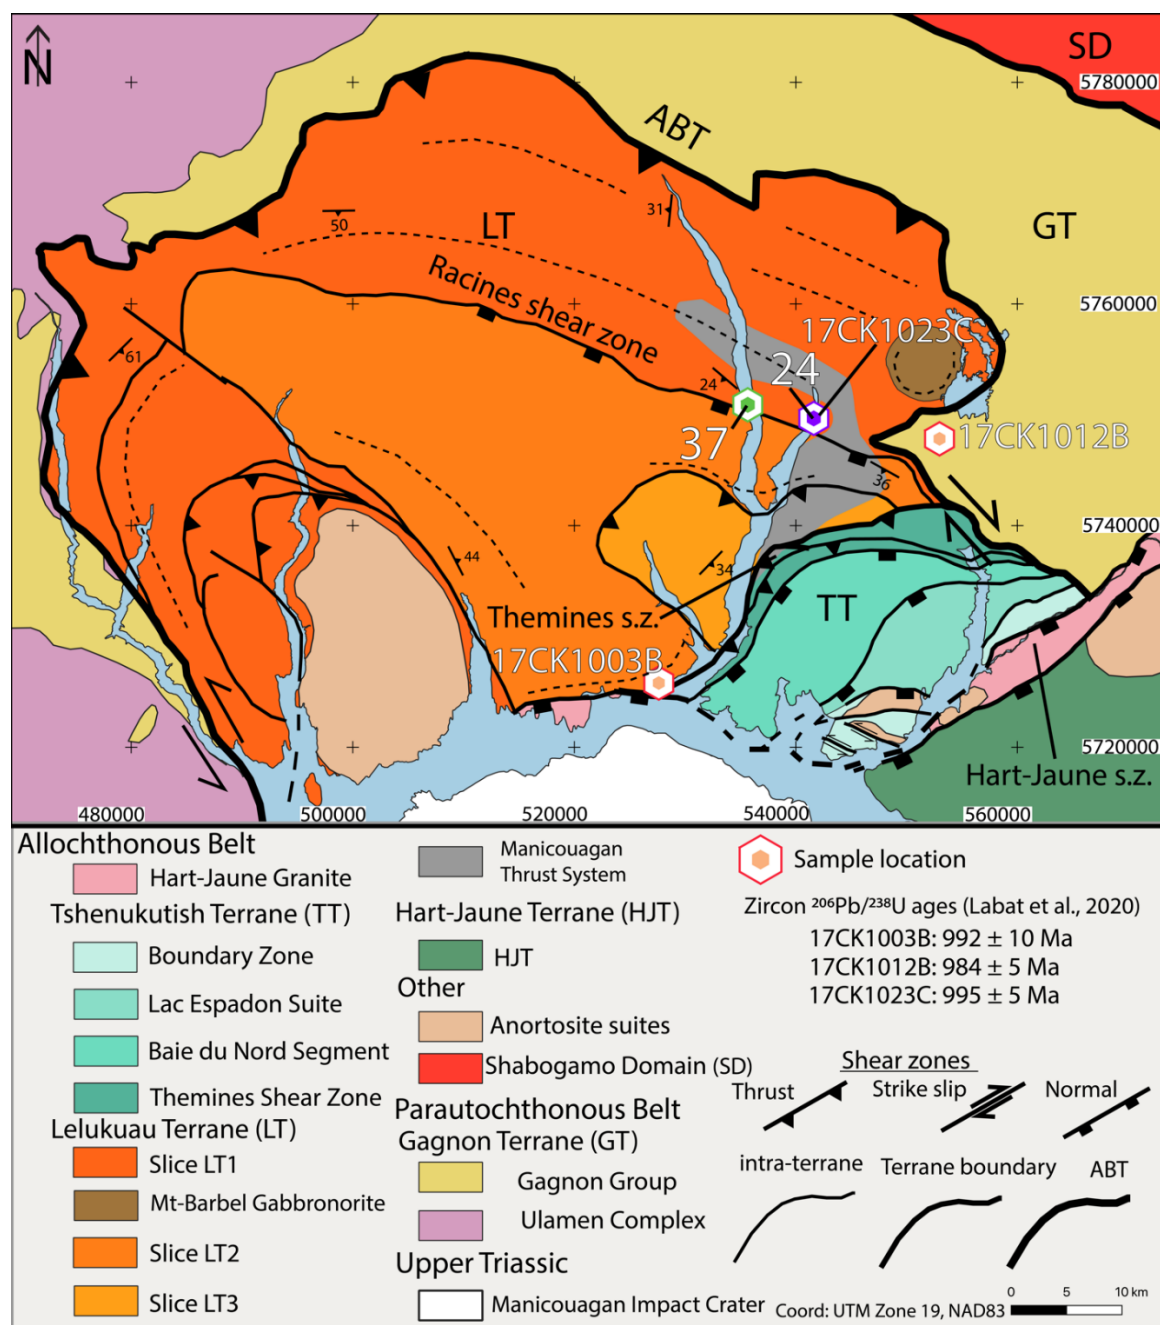 N
SD
5780000
ABT
31
LT
GT
50
Racines shear zone
5760000
17CK1023C
61
24
24
37
17CK1012B
36
5740000
44
34
Themines s.z.
TT
17CK1003B
5720000
Hart-Jaune s.z.
480000
500000
520000
540000
560000
Allochthonous Belt
Hart-Jaune Granite
Tshenukutish Terrane (TT)
Boundary Zone
Lac Espadon Suite
Baie du Nord Segment
Themines Shear Zone
Lelukuau Terrane (LT)
Slice LT1
Mt-Barbel Gabbronorite
Slice LT2
Slice LT3
Manicouagan
Thrust System
Hart-Jaune Terrane (HJT)
HJT
Other
Anortosite suites
Shabogamo Domain (SD)
Parautochthonous Belt
Gagnon Terrane (GT)
Gagnon Group
Ulamen Complex
Upper Triassic
Manicouagan Impact Crater
Sample location
Zircon ²⁰⁶Pb/²³⁸U ages (Labat et al., 2020)
17CK1003B: 992 ± 10 Ma
17CK1012B: 984 ± 5 Ma
17CK1023C: 995 ± 5 Ma
Shear zones
Thrust
Strike slip
Normal
intra-terrane
Terrane boundary
ABT
0 5 10 km
Coord: UTM Zone 19, NAD83